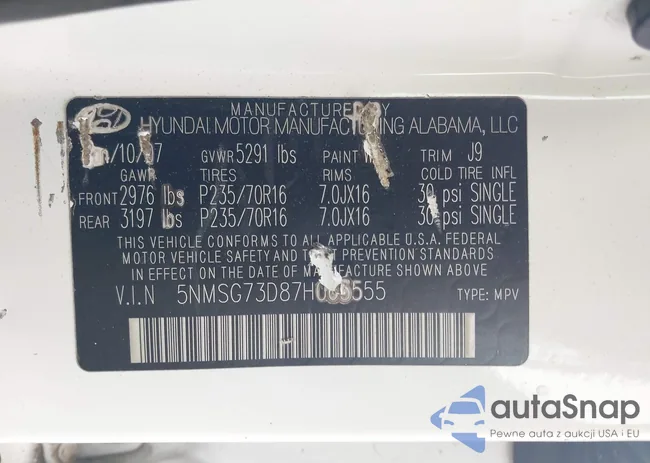 MANUFACTURED BY
HYUNDAI MOTOR MANUFACTURING ALABAMA, LLC
GVWR 5291 lbs PAINT TRIM J9
GAWR TIRES RIMS COLD TIRE INFL
FRONT 2976 lbs P235/70R16 7.0JX16 30 psi SINGLE
REAR 3197 lbs P235/70R16 7.0JX16 30 psi SINGLE
THIS VEHICLE CONFORMS TO ALL APPLICABLE U.S.A. FEDERAL
MOTOR VEHICLE SAFETY AND THEFT PREVENTION STANDARDS
IN EFFECT ON THE DATE OF MANUFACTURE SHOWN ABOVE.
V.I.N TYPE: MPV
autaSnap
Pewne auta z aukcji USA i EU